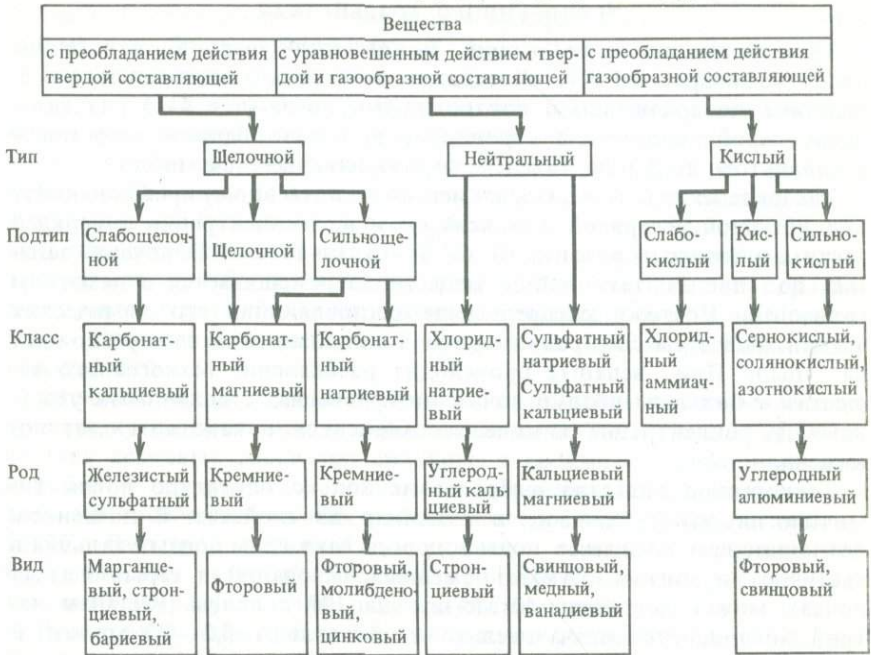 Вещества
с преобладанием действия
твердой составляющей
с уравновешенным действием твер-
дой и газообразной составляющей
с преобладанием действия
газообразной составляющей
Тип
Щелочной
Нейтральный
Кислый
Подтип
Слабощелоч-
ной
Щелочной
Сильноще-
лочной
Слабо-
кислый
Кис-
лый
Сильно-
кислый
Класс
Карбонат-
ный
кальциевый
Карбонат-
ный
магниевый
Карбонат-
ный
натриевый
Хлорид-
ный
натрие-
вый
Сульфатный
натриевый
Сульфатный
кальциевый
Хлорид-
ный
аммиач-
ный
Сернокислый,
солянокислый,
азотнокислый
Род
Железистый
сульфатный
Кремние-
вый
Кремние-
вый
Углерод-
ный каль-
циевый
Кальциевый
магниевый
Углеродный
алюминиевый
Вид
Марганце-
вый, строн-
циевый,
бариевый
Фторовый
Фторовый,
молибдено-
вый,
цинковый
Строн-
циевый
Свинцовый,
медный,
кадмиевый
Фторовый,
свинцовый